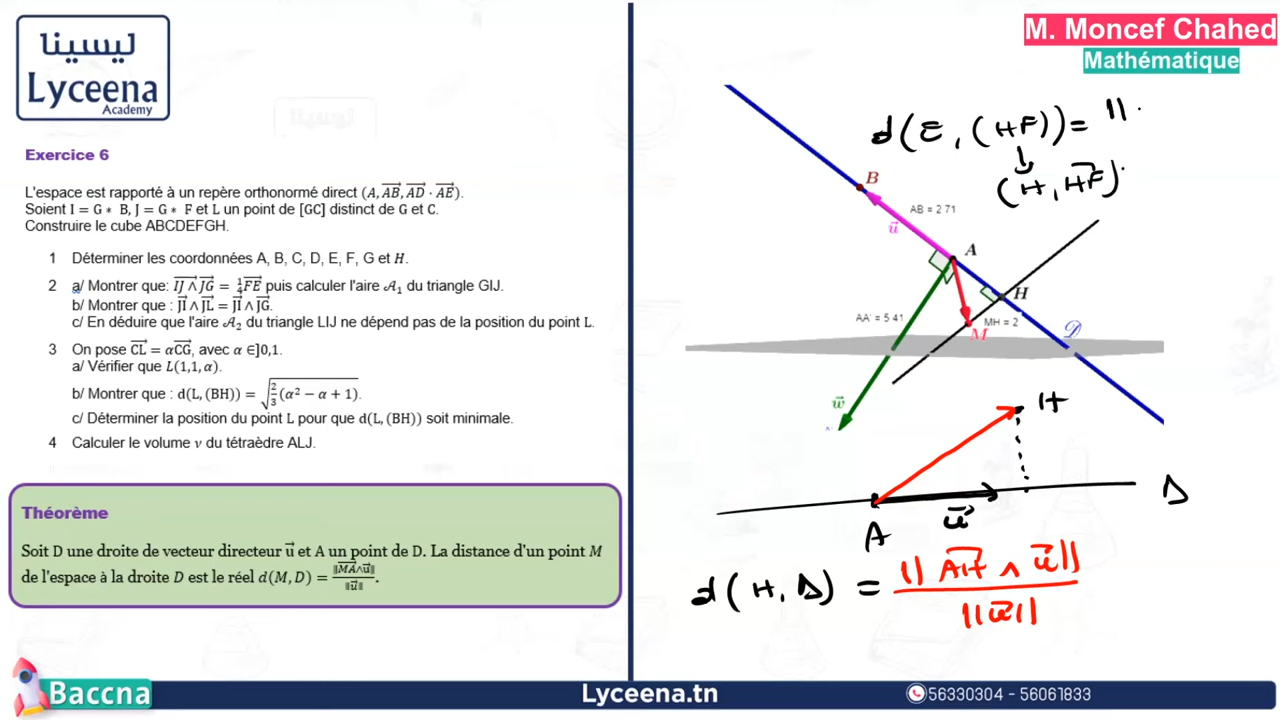 ليسينا
Lyceena
Academy
Exercice 6
L'espace est rapporté à un repère orthonormé direct (A, AB, AD · AE).
Soient I = G ∗ B, J = G ∗ F et L un point de [GC] distinct de G et C.
Construire le cube ABCDEFGH.
1 Déterminer les coordonnées A, B, C, D, E, F, G et H.
2 a/ Montrer que: IJ ∧ JG = 1/4 FE puis calculer l'aire 𝒜₁ du triangle GIJ.
b/ Montrer que : JI ∧ JL = JI ∧ JG.
c/ En déduire que l'aire 𝒜₂ du triangle LIJ ne dépend pas de la position du point L.
3 On pose CL = αCG, avec α ∈]0,1.
a/ Vérifier que L(1,1, α).
b/ Montrer que : d(L, (BH)) = √(2/3 (α² − α + 1)).
c/ Déterminer la position du point L pour que d(L, (BH)) soit minimale.
4 Calculer le volume v du tétraèdre ALJ.
Théorème
Soit D une droite de vecteur directeur u⃗ et A un point de D. La distance d'un point M
de l'espace à la droite D est le réel d(M, D) = ‖MA∧u⃗‖ / ‖u⃗‖.
M. Moncef Chahed
Mathématique
d(E, (HF)) = ||
(H, HF)
B
AB = 2 71
u⃗
A
H
AA' = 5 41
MH = 2
M
𝒟
w⃗
H
Δ
u⃗
A
d(H, Δ) = ||AH ∧ u⃗|| / ||u⃗||
Baccna
Lyceena.tn
56330304 - 56061833